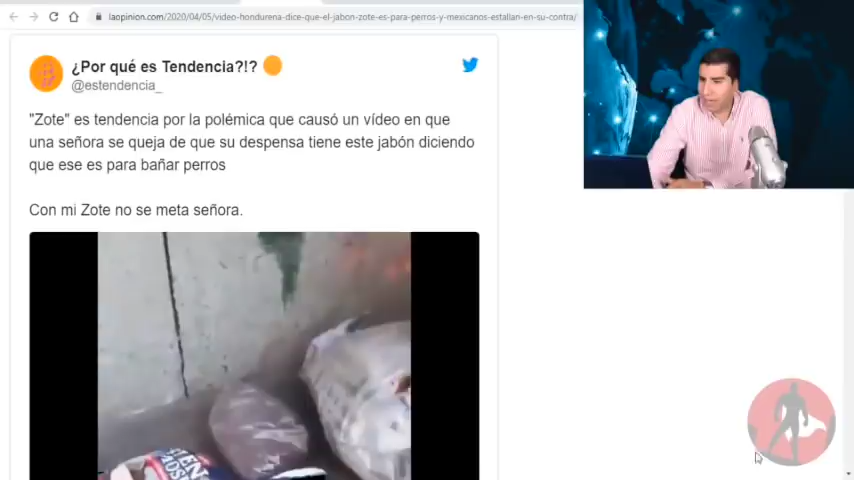 laopinion.com/2020/04/05/video-hondurena-dice-que-el-jabon-zote-es-para-perros-y-mexicanos-estallan-en-su-contra/
¿Por qué es Tendencia?!?
@estendencia_
"Zote" es tendencia por la polémica que causó un vídeo en que
una señora se queja de que su despensa tiene este jabón diciendo
que ese es para bañar perros
Con mi Zote no se meta señora.